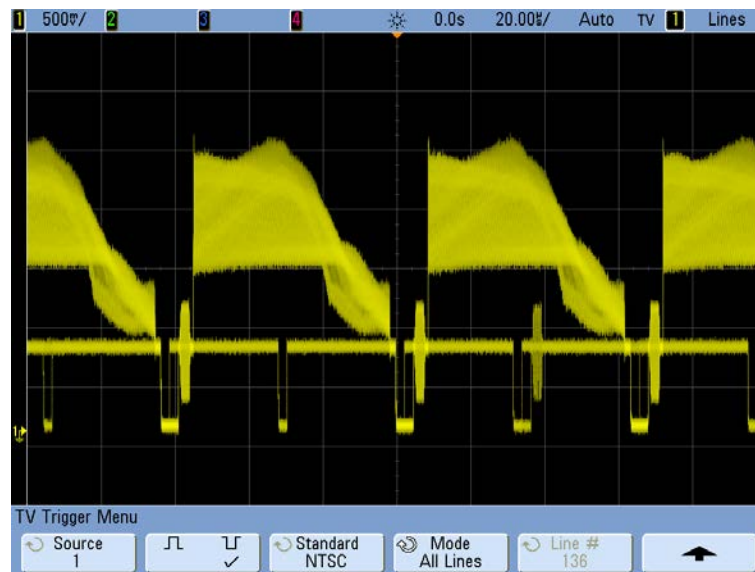 1 500▽/ 2 3 4 0.0s 20.00㎲/ Auto TV 1 Lines
1
TV Trigger Menu
Source Standard Mode Line #
1 NTSC All Lines 136